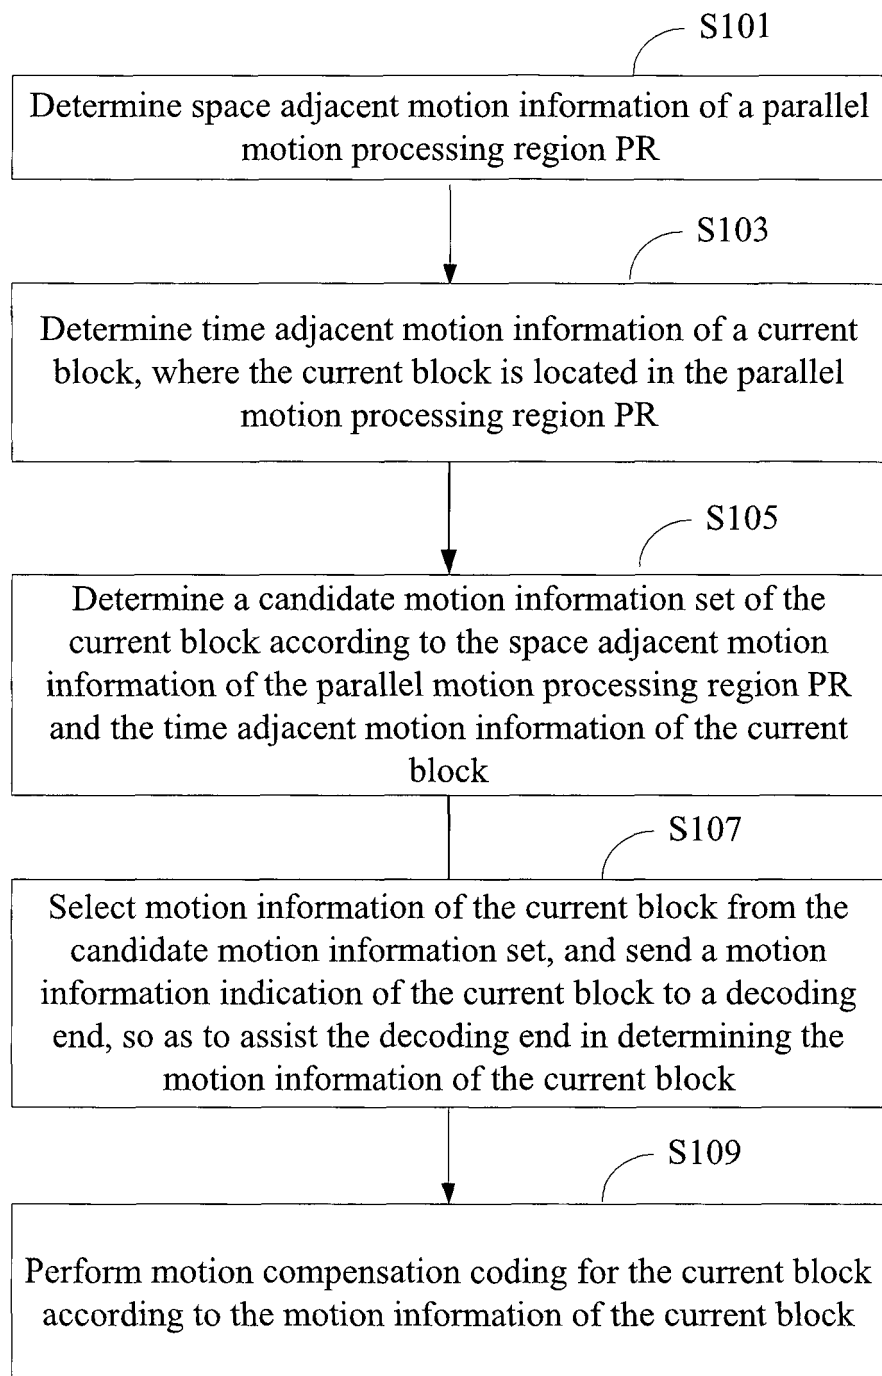 S101
Determine space adjacent motion information of a parallel
motion processing region PR
S103
Determine time adjacent motion information of a current
block, where the current block is located in the parallel
motion processing region PR
S105
Determine a candidate motion information set of the
current block according to the space adjacent motion
information of the parallel motion processing region PR
and the time adjacent motion information of the current
block
S107
Select motion information of the current block from the
candidate motion information set, and send a motion
information indication of the current block to a decoding
end, so as to assist the decoding end in determining the
motion information of the current block
S109
Perform motion compensation coding for the current block
according to the motion information of the current block